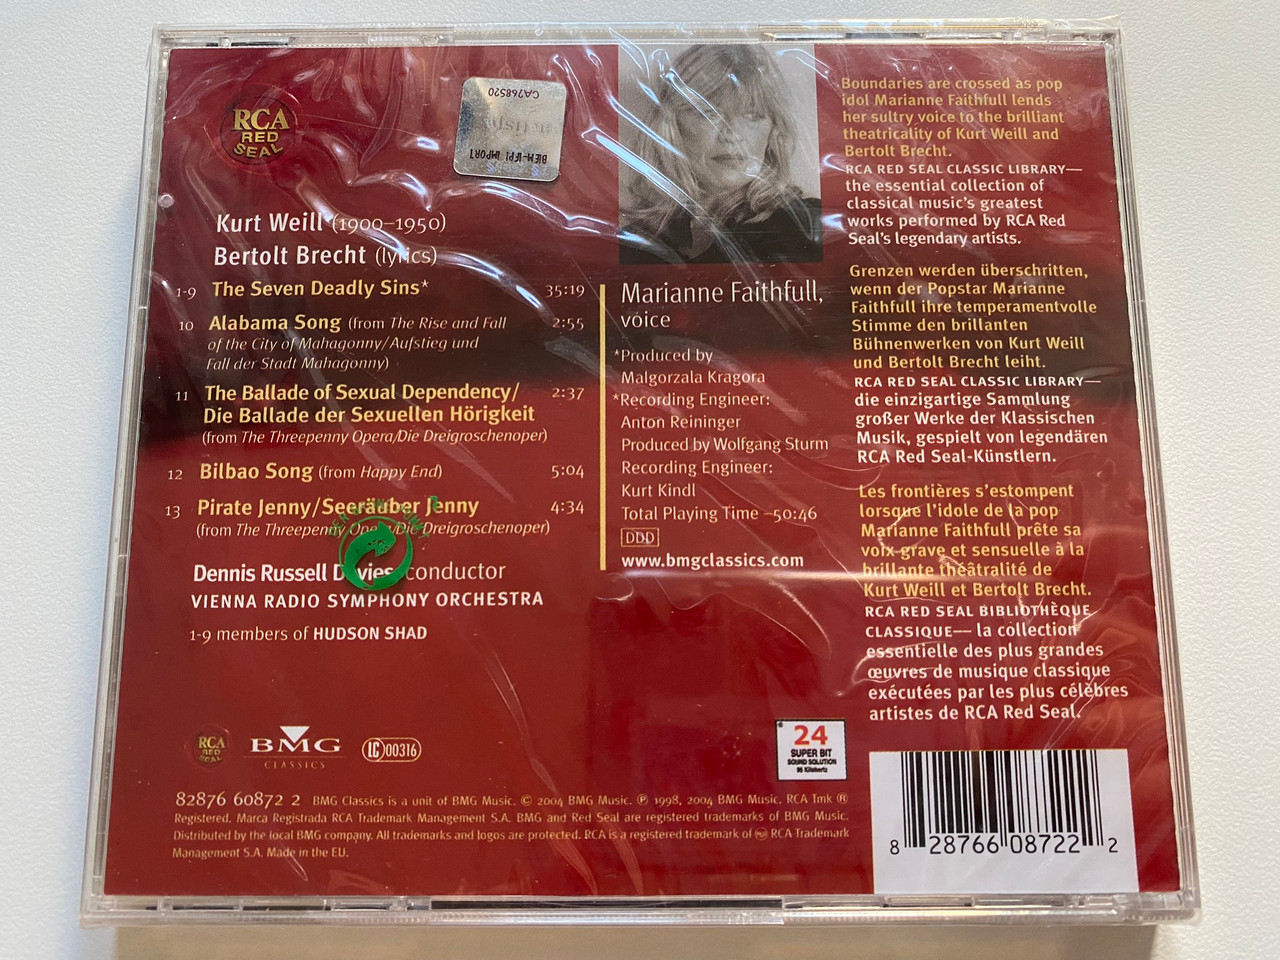 RCA
RED
SEAL
CA768520
BIEM-IFPI IMPORT
Kurt Weill (1900–1950)
Bertolt Brecht (lyrics)
1-9 The Seven Deadly Sins* 35:19
10 Alabama Song (from The Rise and Fall 2:55
of the City of Mahagonny/Aufstieg und
Fall der Stadt Mahagonny)
11 The Ballade of Sexual Dependency/ 2:37
Die Ballade der Sexuellen Hörigkeit
(from The Threepenny Opera/Die Dreigroschenoper)
12 Bilbao Song (from Happy End) 5:04
13 Pirate Jenny/Seeräuber Jenny 4:34
(from The Threepenny Opera/Die Dreigroschenoper)
Dennis Russell Davies, conductor
VIENNA RADIO SYMPHONY ORCHESTRA
1-9 members of HUDSON SHAD
Marianne Faithfull,
voice
*Produced by
Malgorzala Kragora
*Recording Engineer:
Anton Reininger
Produced by Wolfgang Sturm
Recording Engineer:
Kurt Kindl
Total Playing Time –50:46
DDD
www.bmgclassics.com
Boundaries are crossed as pop
idol Marianne Faithfull lends
her sultry voice to the brilliant
theatricality of Kurt Weill and
Bertolt Brecht.
RCA RED SEAL CLASSIC LIBRARY—
the essential collection of
classical music's greatest
works performed by RCA Red
Seal's legendary artists.
Grenzen werden überschritten,
wenn der Popstar Marianne
Faithfull ihre temperamentvolle
Stimme den brillanten
Bühnenwerken von Kurt Weill
und Bertolt Brecht leiht.
RCA RED SEAL CLASSIC LIBRARY—
die einzigartige Sammlung
großer Werke der Klassischen
Musik, gespielt von legendären
RCA Red Seal-Künstlern.
Les frontières s'estompent
lorsque l'idole de la pop
Marianne Faithfull prête sa
voix grave et sensuelle à la
brillante théâtralité de
Kurt Weill et Bertolt Brecht.
RCA RED SEAL BIBLIOTHÈQUE
CLASSIQUE— la collection
essentielle des plus grandes
œuvres de musique classique
exécutées par les plus célèbres
artistes de RCA Red Seal.
RCA
RED
SEAL
BMG
CLASSICS
LC 00316
24
SUPER BIT
SOUND SOLUTION
96 Kilohertz
82876 60872 2 BMG Classics is a unit of BMG Music. © 2004 BMG Music. ℗ 1998, 2004 BMG Music. RCA Tmk ®
Registered. Marca Registrada RCA Trademark Management S.A. BMG and Red Seal are registered trademarks of BMG Music.
Distributed by the local BMG company. All trademarks and logos are protected. RCA is a registered trademark of RCA Trademark
Management S.A. Made in the EU.
8 28766 08722 2